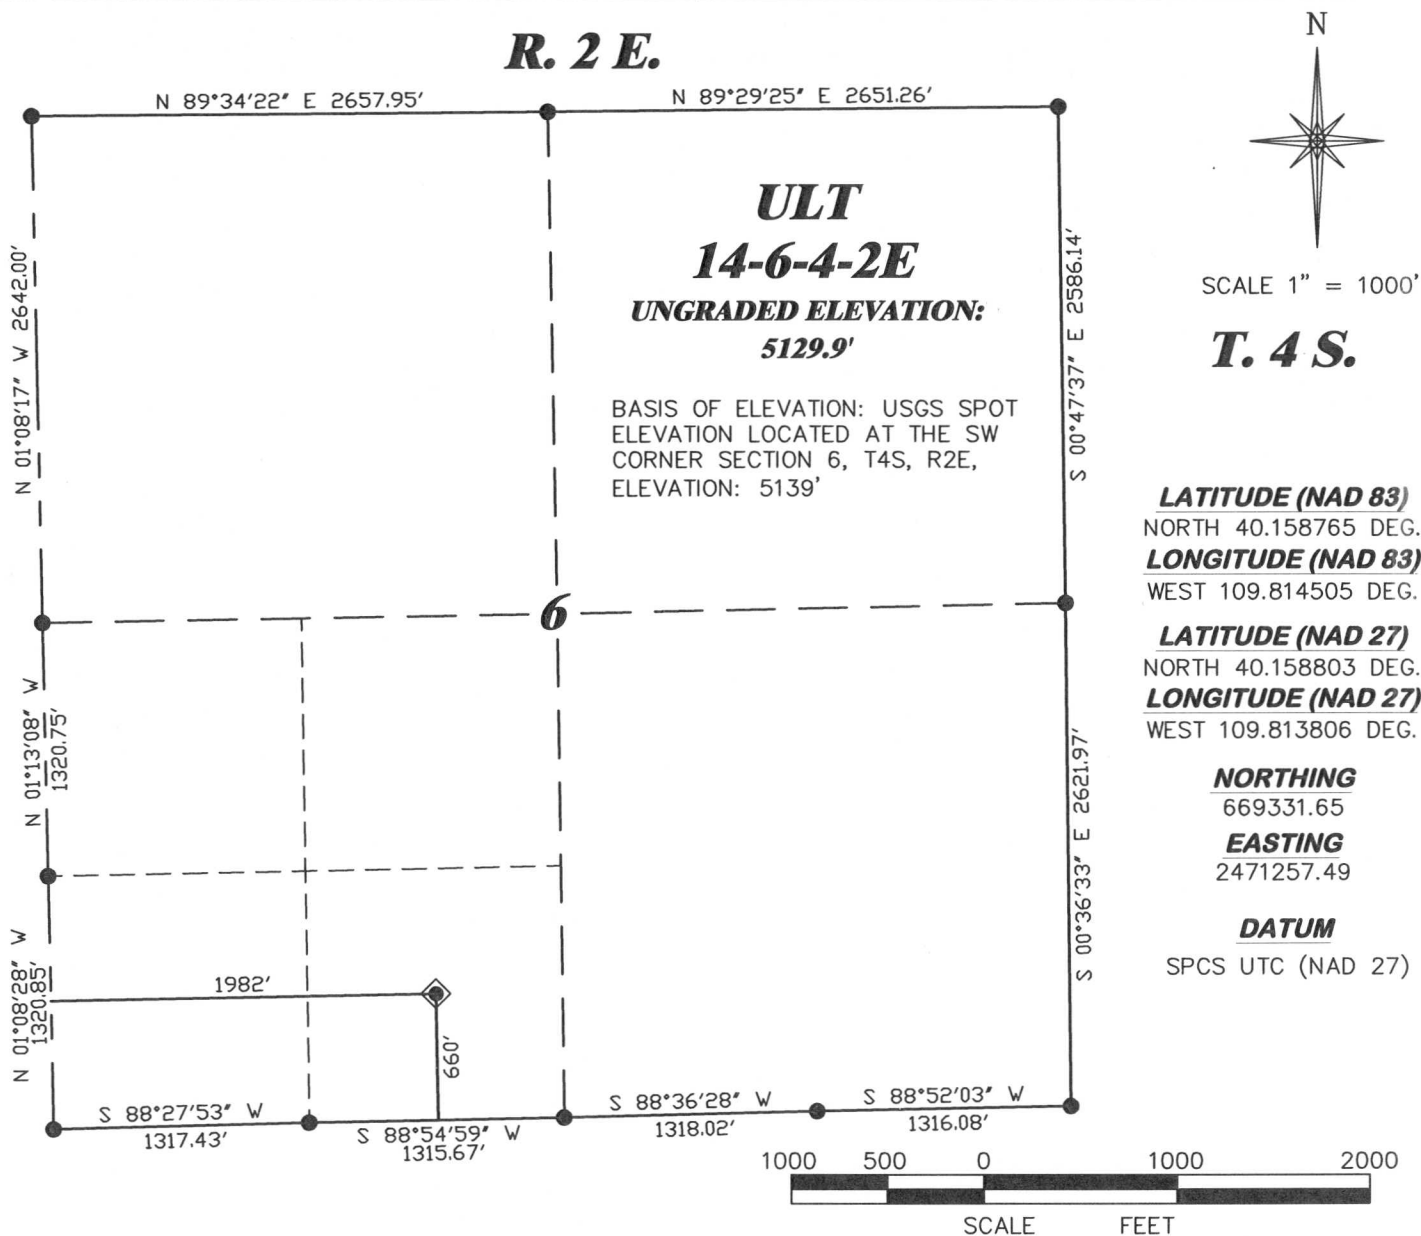 R. 2 E.
N
N 89°34'22" E 2657.95'
N 89°29'25" E 2651.26'
ULT
14-6-4-2E
UNGRADED ELEVATION:
5129.9'
BASIS OF ELEVATION: USGS SPOT
ELEVATION LOCATED AT THE SW
CORNER SECTION 6, T4S, R2E,
ELEVATION: 5139'
N 01°08'17" W 2642.00'
S 00°47'37" E 2586.14'
SCALE 1" = 1000'
T. 4 S.
LATITUDE (NAD 83)
NORTH 40.158765 DEG.
LONGITUDE (NAD 83)
WEST 109.814505 DEG.
LATITUDE (NAD 27)
NORTH 40.158803 DEG.
LONGITUDE (NAD 27)
WEST 109.813806 DEG.
NORTHING
669331.65
EASTING
2471257.49
DATUM
SPCS UTC (NAD 27)
6
N 01°13'08" W
1320.75'
S 00°36'33" E 2621.97'
N 01°08'28" W
1320.85'
1982'
660'
S 88°27'53" W
1317.43'
S 88°54'59" W
1315.67'
S 88°36'28" W
1318.02'
S 88°52'03" W
1316.08'
1000 500 0 1000 2000
SCALE FEET